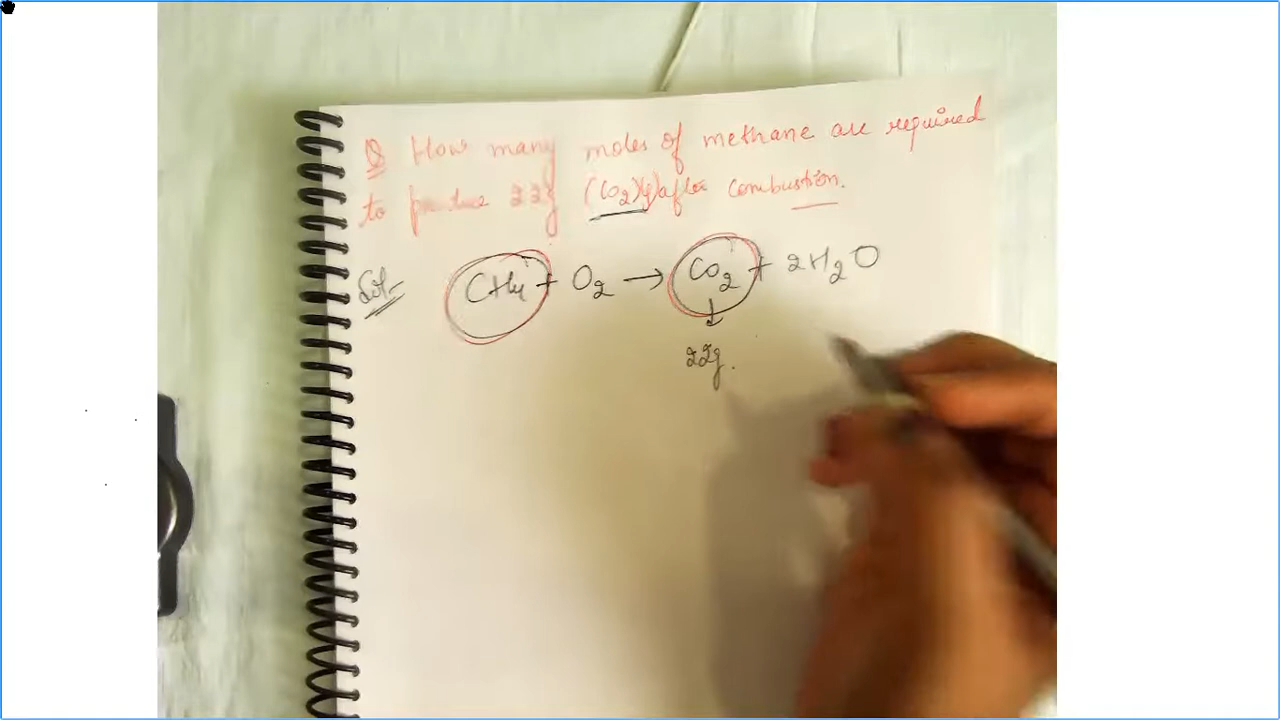 Q How many moles of methane are required
to produce 22g (CO2)(g) after combustion.
Sol- CH4 + O2 → CO2 + 2H2O
↓
22g.